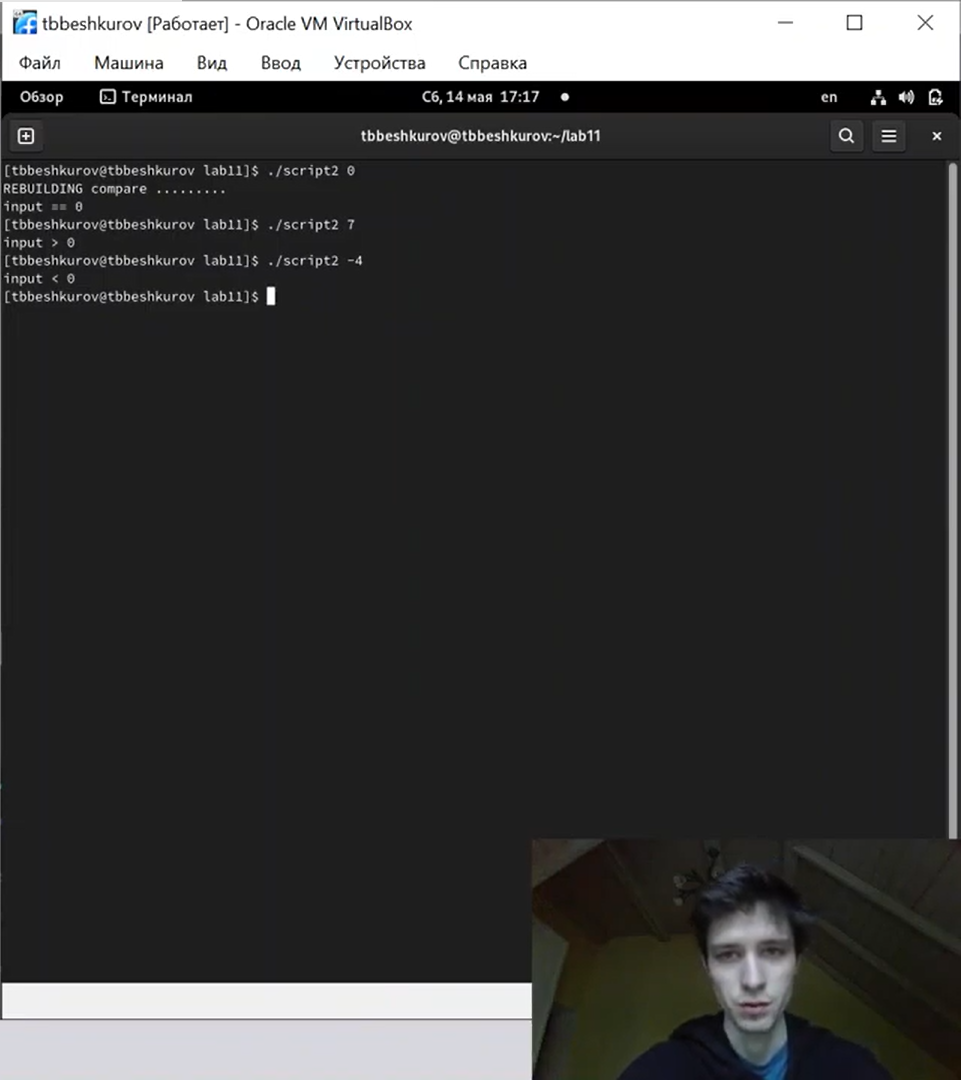 tbbeshkurov [Работает] - Oracle VM VirtualBox
Файл Машина Вид Ввод Устройства Справка
Обзор Терминал Сб, 14 мая 17:17 en
tbbeshkurov@tbbeshkurov:~/lab11
[tbbeshkurov@tbbeshkurov lab11]$ ./script2 0
REBUILDING compare .........
input == 0
[tbbeshkurov@tbbeshkurov lab11]$ ./script2 7
input > 0
[tbbeshkurov@tbbeshkurov lab11]$ ./script2 -4
input < 0
[tbbeshkurov@tbbeshkurov lab11]$